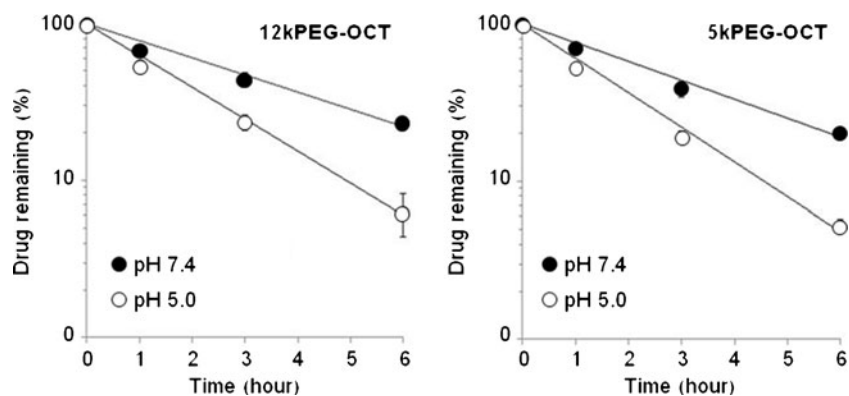 12kPEG-OCT
Drug remaining (%)
100
10
0
pH 7.4
pH 5.0
0 1 2 3 4 5 6
Time (hour)
5kPEG-OCT
Drug remaining (%)
100
10
0
pH 7.4
pH 5.0
0 1 2 3 4 5 6
Time (hour)